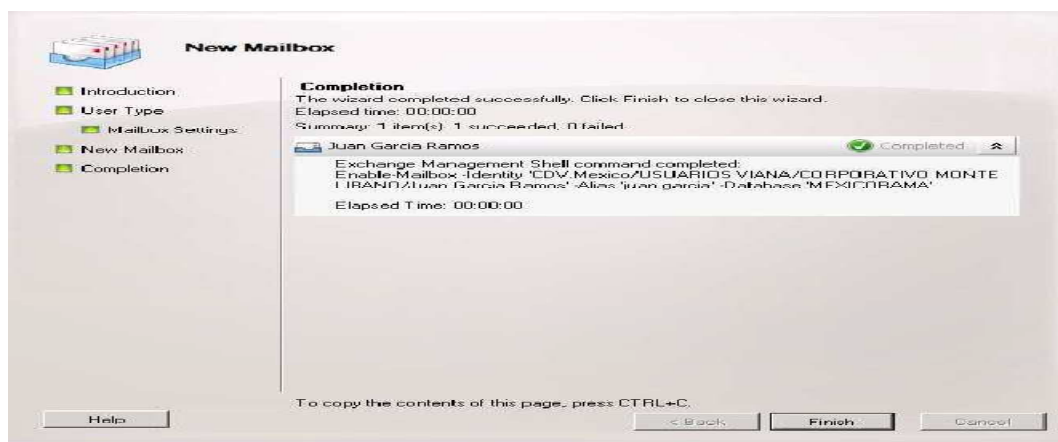 New Mailbox
Introduction
User Type
Mailbox Settings
New Mailbox
Completion
Completion
The wizard completed successfully. Click Finish to close this wizard.
Elapsed time: 00:00:00
Summary: 1 item(s). 1 succeeded, 0 failed.
Juan Garcia Ramos
Completed
Exchange Management Shell command completed:
Enable-Mailbox -Identity 'CDV.Mexico/USUARIOS VIANA/CORPORATIVO MONTE
LIBANO/Juan Garcia Ramos' -Alias 'juan.garcia' -Database 'MEXICORAMA'
Elapsed Time: 00:00:00
To copy the contents of this page, press CTRL+C.
Help
< Back
Finish
Cancel